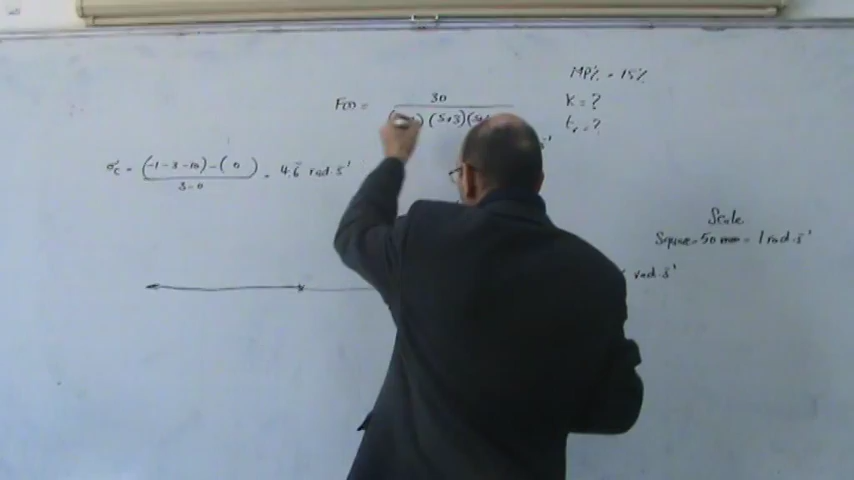 MP% = 15%
F(s) = 30
(s+3)
K = ?
tr = ?
σc = (-1-3-10)-(0) = 4.6 rad.s⁻¹
3-0
Scale
Square = 50 mm = 1 rad.s⁻¹
rad.s⁻¹